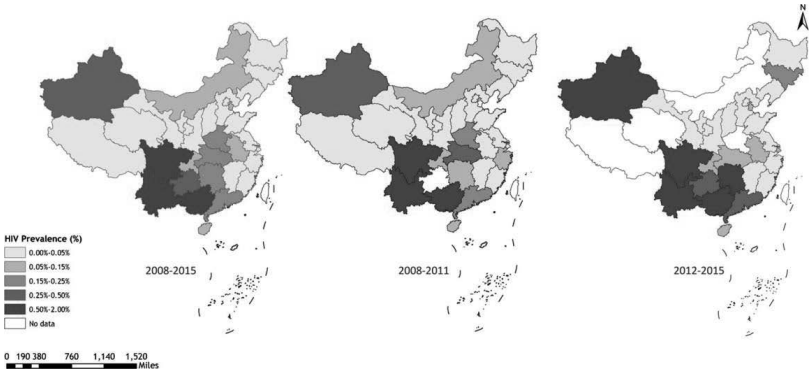 N
HIV Prevalence (%)
0.00%-0.05%
0.05%-0.15%
0.15%-0.25%
0.25%-0.50%
0.50%-2.00%
No data
2008-2015
2008-2011
2012-2015
0 190 380 760 1,140 1,520
Miles